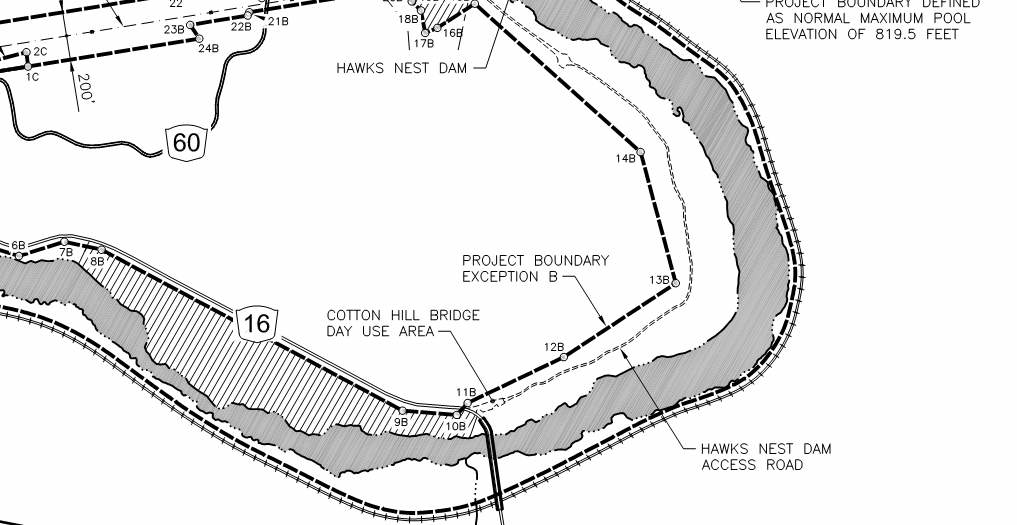 22
PROJECT BOUNDARY DEFINED
AS NORMAL MAXIMUM POOL
ELEVATION OF 819.5 FEET
18B
23B
22B
21B
16B
17B
24B
2C
1C
HAWKS NEST DAM
200'
60
14B
6B
7B
8B
PROJECT BOUNDARY
EXCEPTION B
13B
COTTON HILL BRIDGE
DAY USE AREA
16
12B
11B
9B
10B
HAWKS NEST DAM
ACCESS ROAD